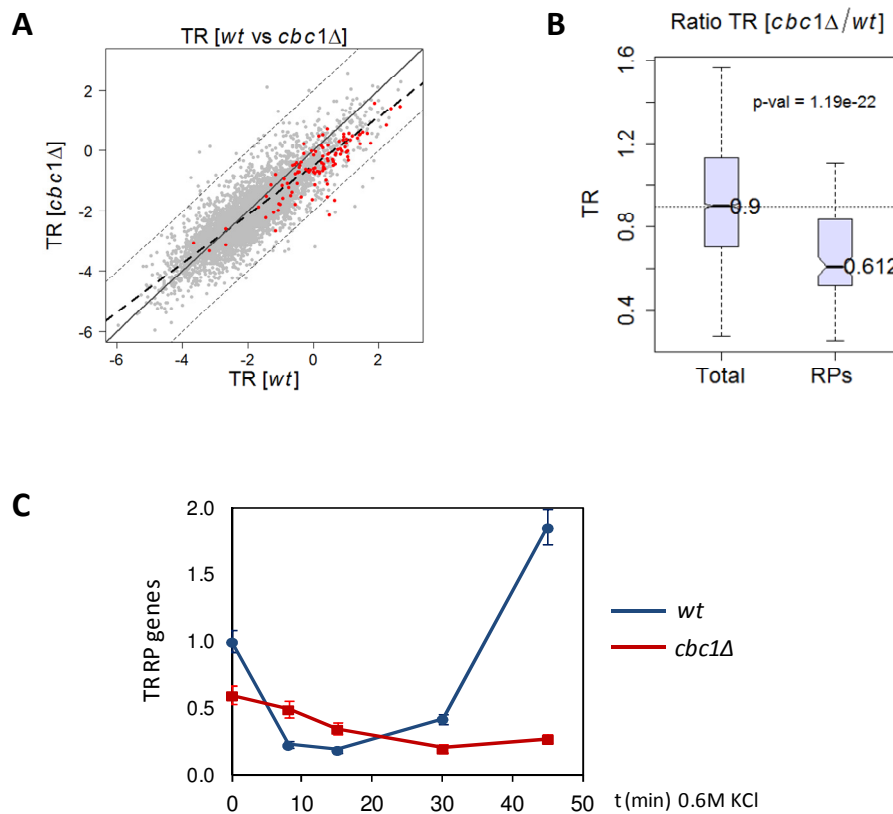 A
TR [wt vs cbc1Δ]
TR [cbc1Δ]
2
0
-2
-4
-6
-6 -4 -2 0 2
TR [wt]
B
Ratio TR [cbc1Δ/wt]
p-val = 1.19e-22
TR
1.6
1.2
0.8
0.4
0.9
0.612
Total RPs
C
TR RP genes
2.0
1.5
1.0
0.5
0.0
0 10 20 30 40 50
t (min) 0.6M KCl
wt
cbc1Δ